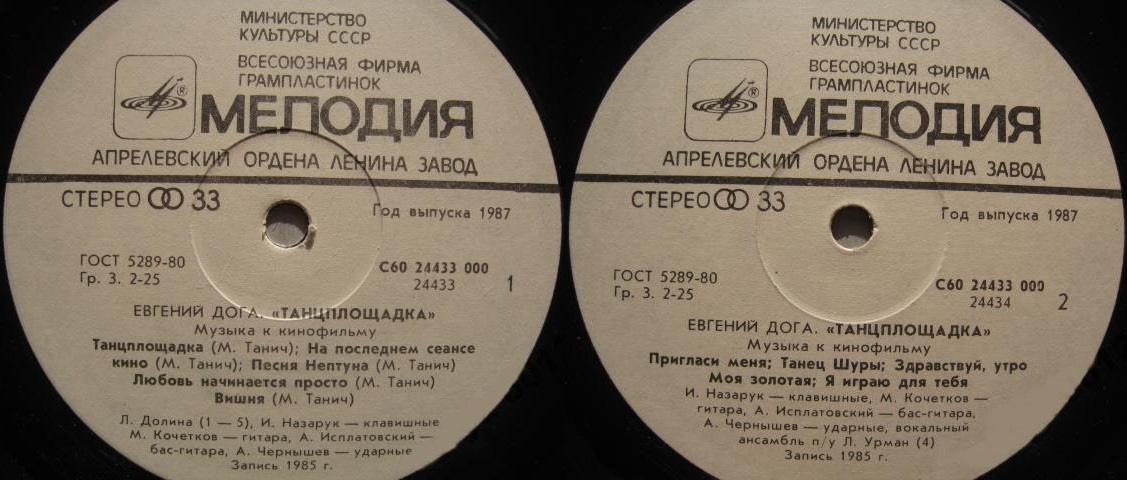 МИНИСТЕРСТВО
КУЛЬТУРЫ СССР
ВСЕСОЮЗНАЯ ФИРМА
ГРАМПЛАСТИНОК
®
МЕЛОДИЯ
АПРЕЛЕВСКИЙ ОРДЕНА ЛЕНИНА ЗАВОД
СТЕРЕО 33
Год выпуска 1987
ГОСТ 5289-80
Гр. 3. 2-25
С60 24433 000
24433
1
ЕВГЕНИЙ ДОГА. «ТАНЦПЛОЩАДКА»
Музыка к кинофильму
Танцплощадка (М. Танич); На последнем сеансе
кино (М. Танич); Песня Нептуна (М. Танич)
Любовь начинается просто (М. Танич)
Вишня (М. Танич)
Л. Долина (1 — 5), И. Назарук — клавишные
М. Кочетков — гитара, А. Исплатовский —
бас-гитара, А. Чернышев — ударные
Запись 1985 г.
МИНИСТЕРСТВО
КУЛЬТУРЫ СССР
ВСЕСОЮЗНАЯ ФИРМА
ГРАМПЛАСТИНОК
®
МЕЛОДИЯ
АПРЕЛЕВСКИЙ ОРДЕНА ЛЕНИНА ЗАВОД
СТЕРЕО 33
Год выпуска 1987
ГОСТ 5289-80
Гр. 3. 2-25
С60 24433 000
24434
2
ЕВГЕНИЙ ДОГА. «ТАНЦПЛОЩАДКА»
Музыка к кинофильму
Пригласи меня; Танец Шуры; Здравствуй, утро
Моя золотая; Я играю для тебя
И. Назарук — клавишные, М. Кочетков —
гитара, А. Исплатовский — бас-гитара,
А. Чернышев — ударные, вокальный
ансамбль п/у Л. Урман (4)
Запись 1985 г.